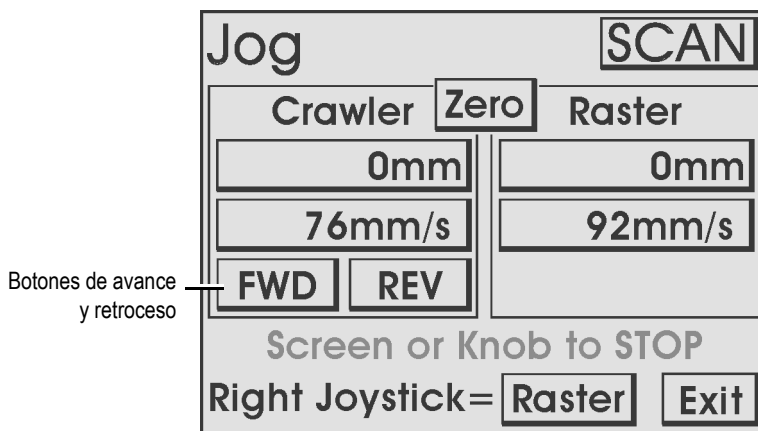 Jog
SCAN
Crawler
Zero
Raster
0mm
0mm
76mm/s
92mm/s
Botones de avance
y retroceso
FWD
REV
Screen or Knob to STOP
Right Joystick= Raster
Exit